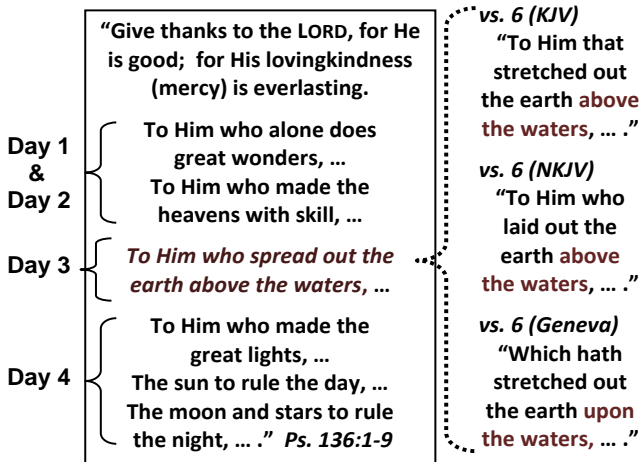 “Give thanks to the LORD, for He
is good;  for His lovingkindness
(mercy) is everlasting.
Day 1
&
Day 2
To Him who alone does
great wonders, …
To Him who made the
heavens with skill, …
Day 3
To Him who spread out the
earth above the waters, …
Day 4
To Him who made the
great lights, …
The sun to rule the day, …
The moon and stars to rule
the night, … .”  Ps. 136:1-9
vs. 6 (KJV)
“To Him that
stretched out
the earth above
the waters, … .”
vs. 6 (NKJV)
“To Him who
laid out the
earth above
the waters, … .”
vs. 6 (Geneva)
“Which hath
stretched out
the earth upon
the waters, … .”